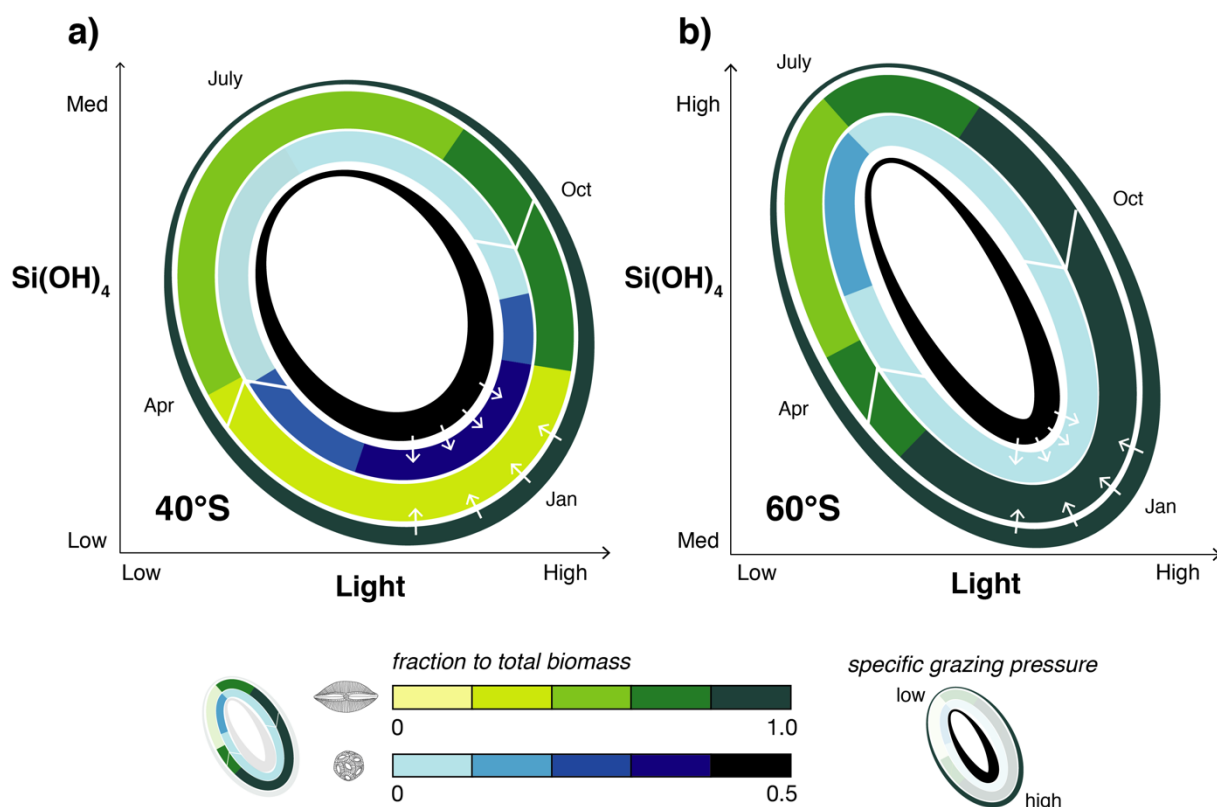 a)
July
Med
Oct
Si(OH)4
Apr
40°S
Jan
Low
Low
High
Light
b)
July
High
Oct
Si(OH)4
Apr
60°S
Jan
Med
Low
High
Light
fraction to total biomass
0
1.0
0
0.5
specific grazing pressure
low
high